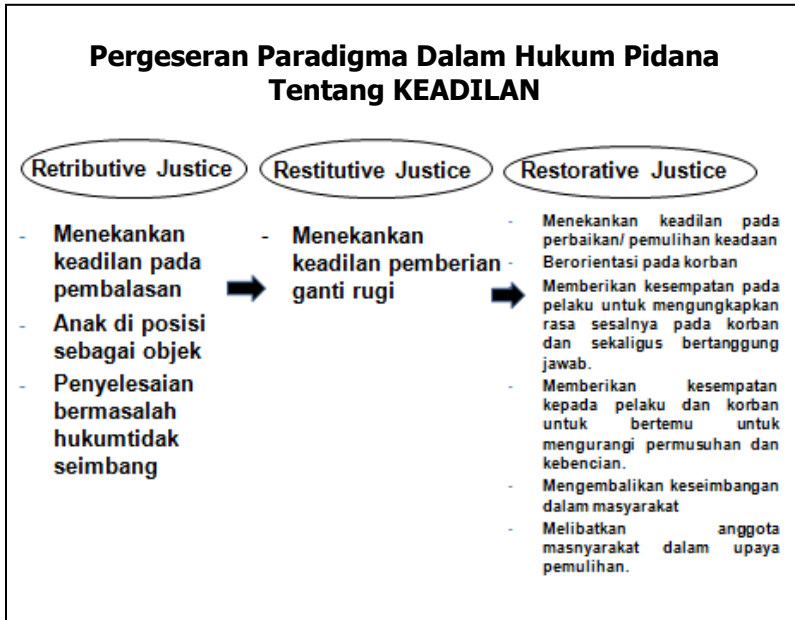 Pergeseran Paradigma Dalam Hukum Pidana
Tentang KEADILAN
Retributive Justice
- Menekankan
keadilan pada
pembalasan
- Anak di posisi
sebagai objek
- Penyelesaian
bermasalah
hukumtidak
seimbang
Restitutive Justice
- Menekankan
keadilan pemberian
ganti rugi
Restorative Justice
- Menekankan keadilan pada
perbaikan/ pemulihan keadaan
- Berorientasi pada korban
- Memberikan kesempatan pada
pelaku untuk mengungkapkan
rasa sesalnya pada korban
dan sekaligus bertanggung
jawab.
- Memberikan kesempatan
kepada pelaku dan korban
untuk bertemu untuk
mengurangi permusuhan dan
kebencian.
- Mengembalikan keseimbangan
dalam masyarakat
- Melibatkan anggota
masnyarakat dalam upaya
pemulihan.